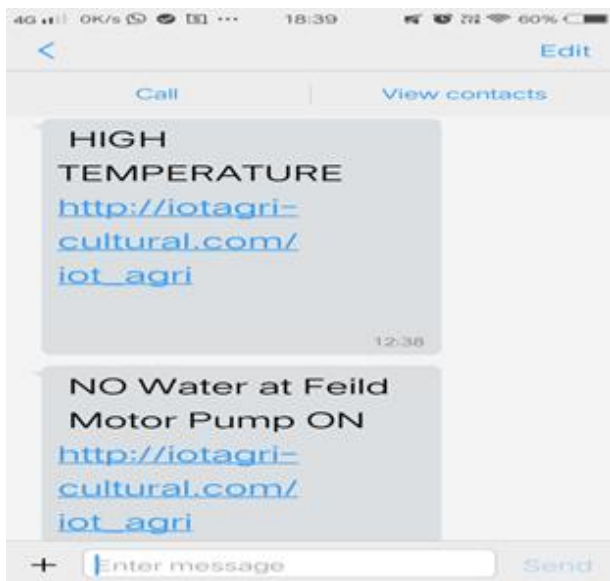 4G 0K/s ... 18:39 60%
< Edit
Call View contacts
HIGH
TEMPERATURE
http://iotagri-
cultural.com/
iot_agri
12:38
NO Water at Feild
Motor Pump ON
http://iotagri-
cultural.com/
iot_agri
+ Enter message Send